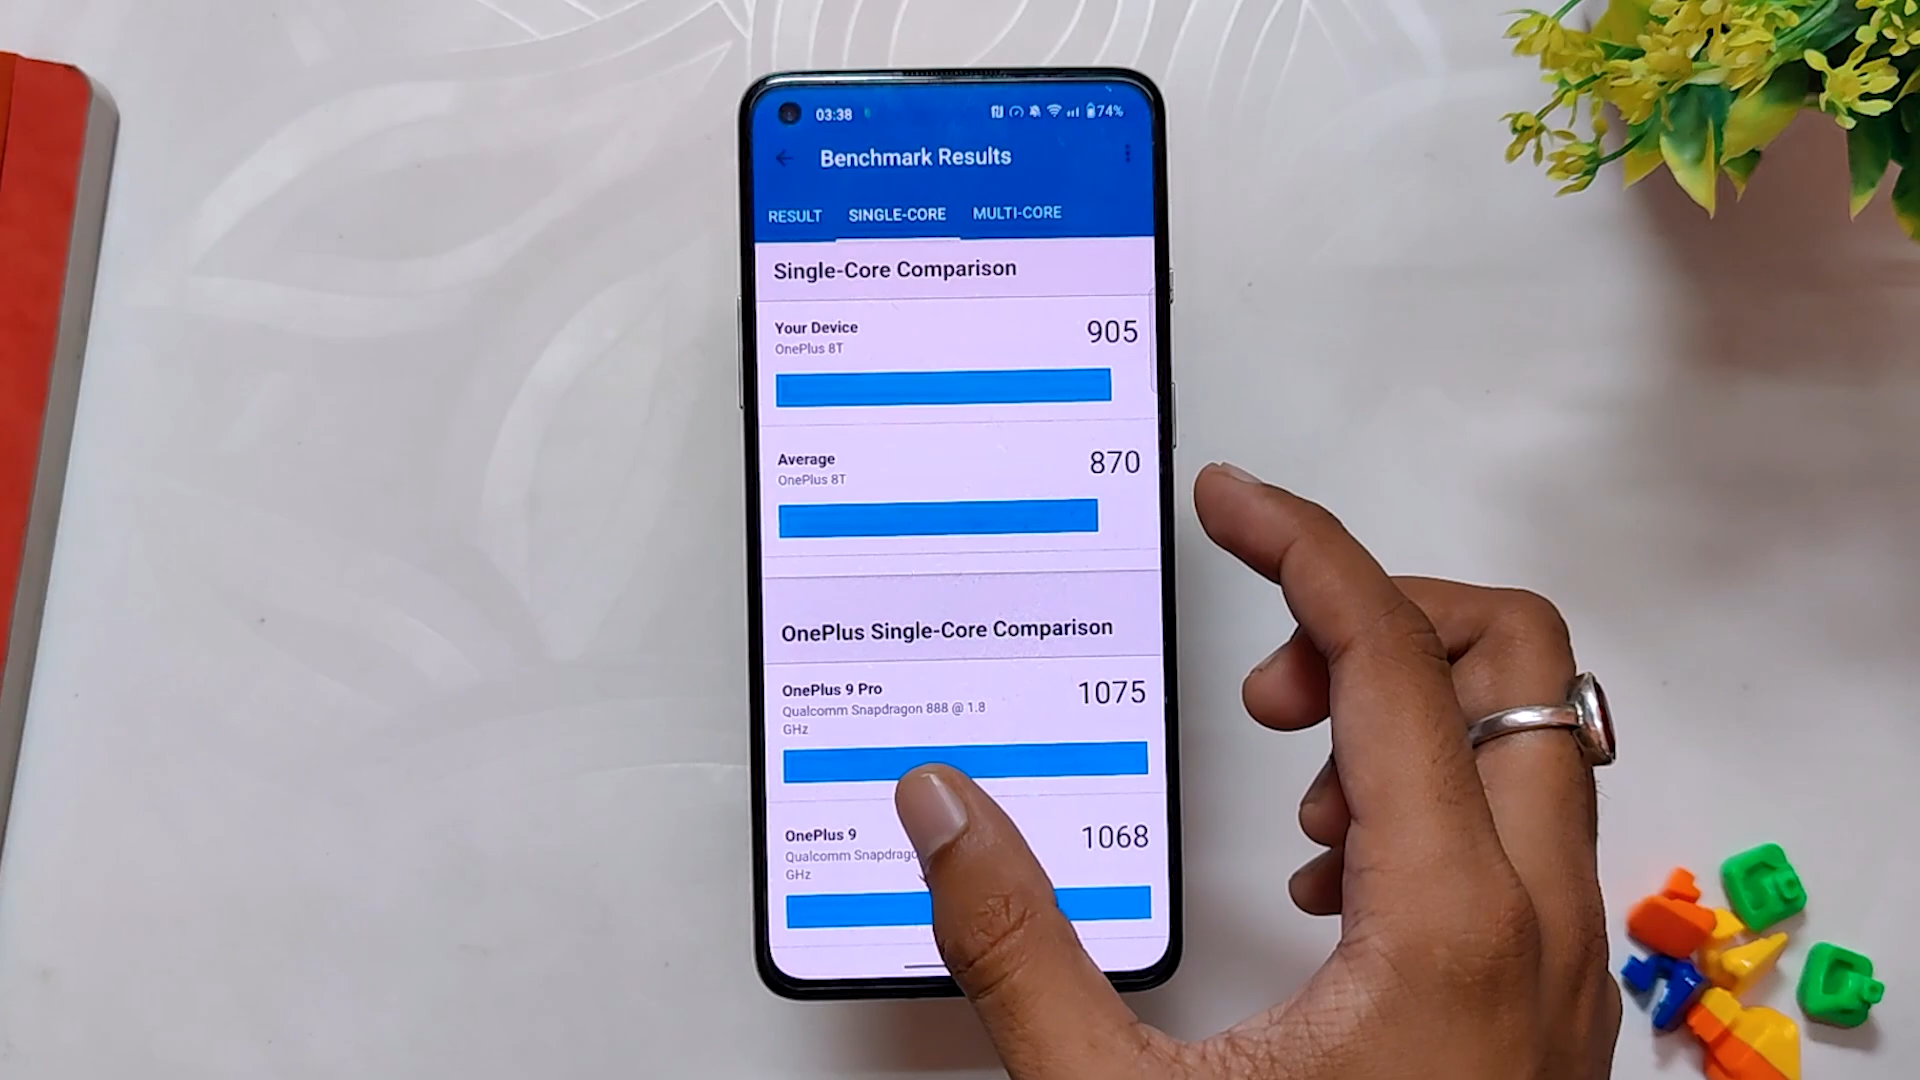 03:38
74%
Benchmark Results
RESULT SINGLE-CORE MULTI-CORE
Single-Core Comparison
Your Device
905
OnePlus 8T
Average
870
OnePlus 8T
OnePlus Single-Core Comparison
OnePlus 9 Pro
1075
Qualcomm Snapdragon 888 @ 1.8
GHz
OnePlus 9
1068
Qualcomm
GHz